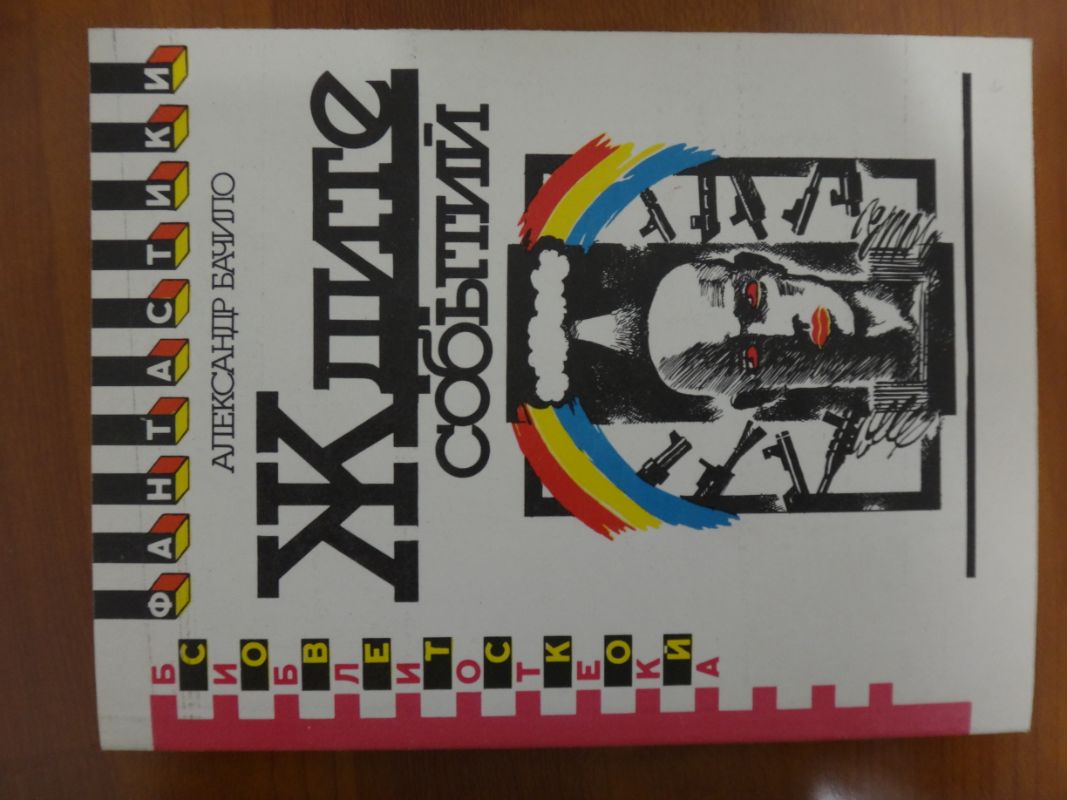 БИБЛИОТЕКА
СОВЕТСКОЙ
ФАНТАСТИКИ
АЛЕКСАНДР БАЧИЛО
Ждите
событий